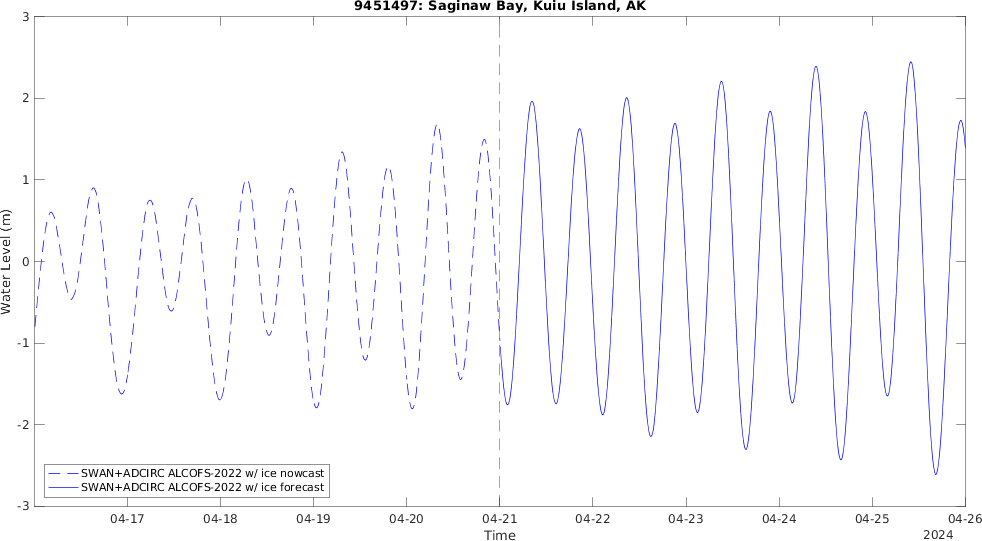 9451497: Saginaw Bay, Kuiu Island, AK
3
2
1
0
-1
-2
-3
Water Level (m)
SWAN+ADCIRC ALCOFS-2022 w/ ice nowcast
SWAN+ADCIRC ALCOFS-2022 w/ ice forecast
04-17 04-18 04-19 04-20 04-21 04-22 04-23 04-24 04-25 04-26
Time
2024